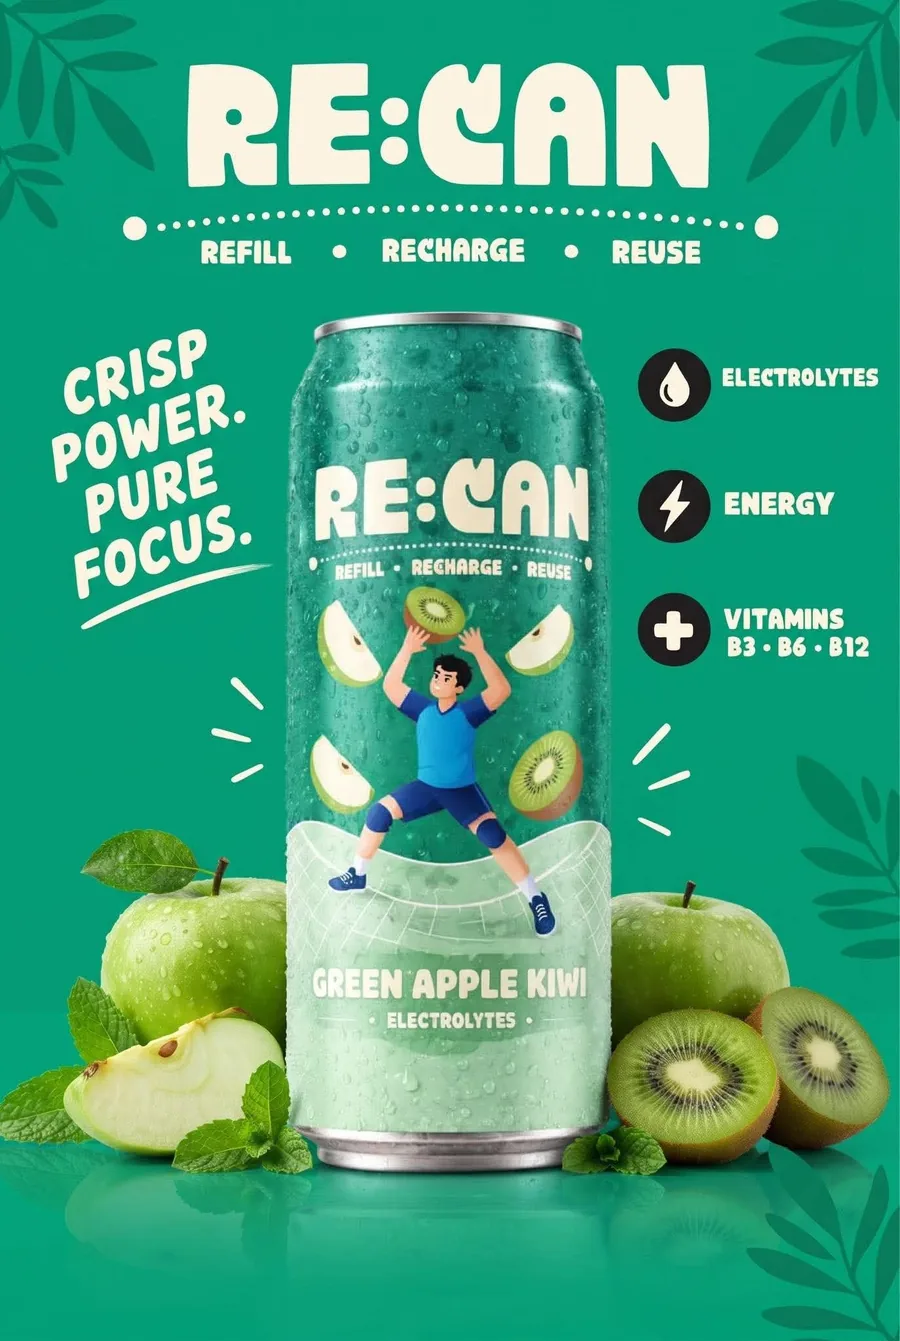 RE:CAN
REFILL • RECHARGE • REUSE
CRISP
POWER.
PURE
FOCUS.
ELECTROLYTES
ENERGY
VITAMINS
B3 • B6 • B12
RE:CAN
REFILL • RECHARGE • REUSE
GREEN APPLE KIWI
• ELECTROLYTES •